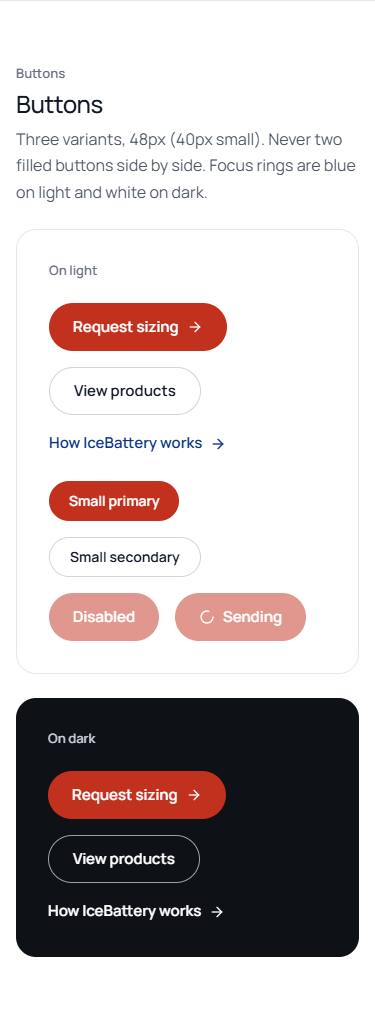 Buttons
Buttons
Three variants, 48px (40px small). Never two
filled buttons side by side. Focus rings are blue
on light and white on dark.
On light
Request sizing →
View products
How IceBattery works →
Small primary
Small secondary
Disabled
Sending
On dark
Request sizing →
View products
How IceBattery works →